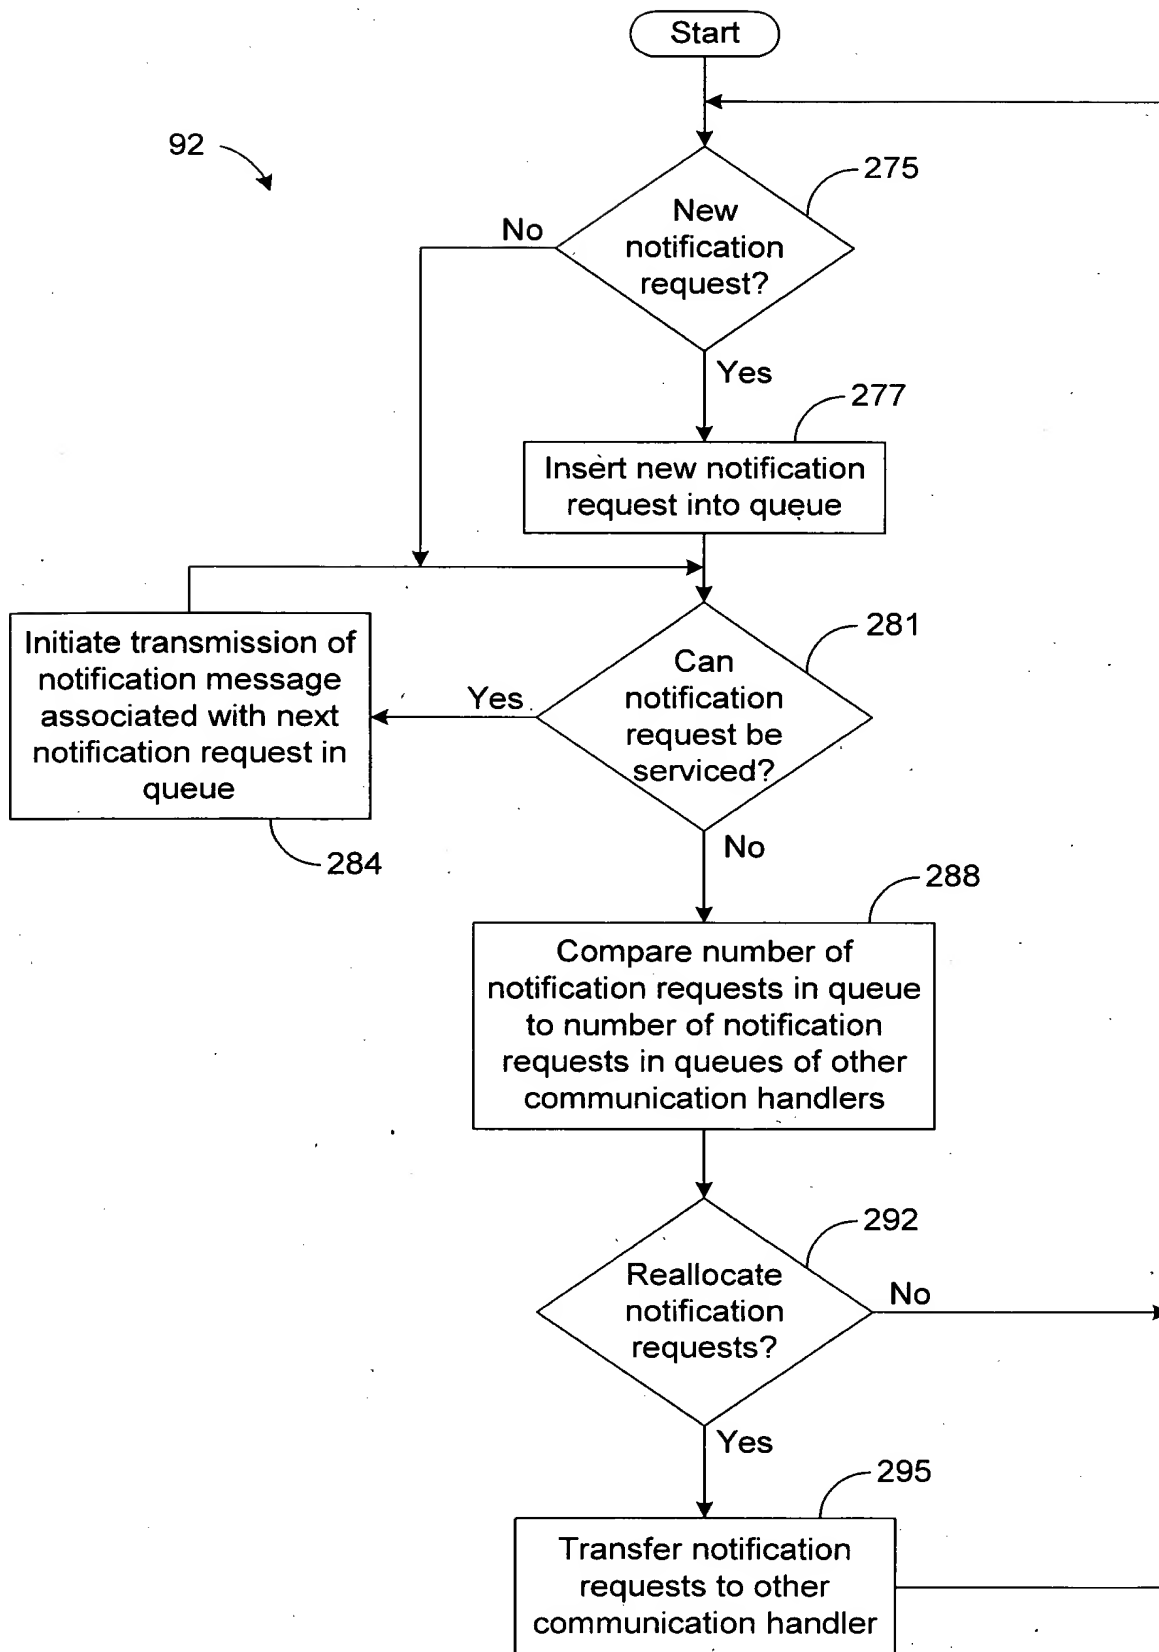 Start
92
275
New
notification
request?
No
Yes
277
Insert new notification
request into queue
281
Can
notification
request be
serviced?
Yes
Initiate transmission of
notification message
associated with next
notification request in
queue
284
No
288
Compare number of
notification requests in queue
to number of notification
requests in queues of other
communication handlers
292
Reallocate
notification
requests?
No
Yes
295
Transfer notification
requests to other
communication handler